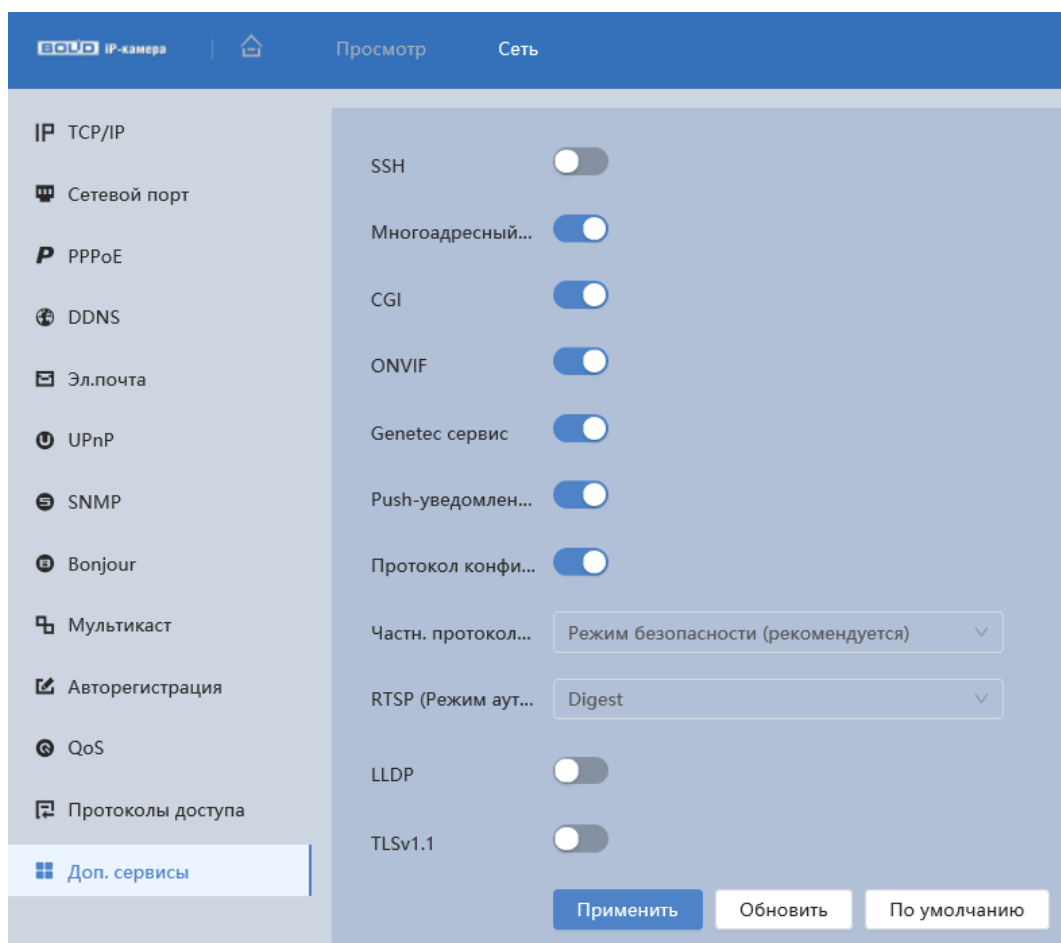 BOLID IP-камера
Просмотр
Сеть
TCP/IP
Сетевой порт
PPPoE
DDNS
Эл.почта
UPnP
SNMP
Bonjour
Мультикаст
Авторегистрация
QoS
Протоколы доступа
Доп. сервисы
SSH
Многоадресный...
CGI
ONVIF
Genetec сервис
Push-уведомлен...
Протокол конфи...
Частн. протокол... Режим безопасности (рекомендуется)
RTSP (Режим аут... Digest
LLDP
TLSv1.1
Применить Обновить По умолчанию